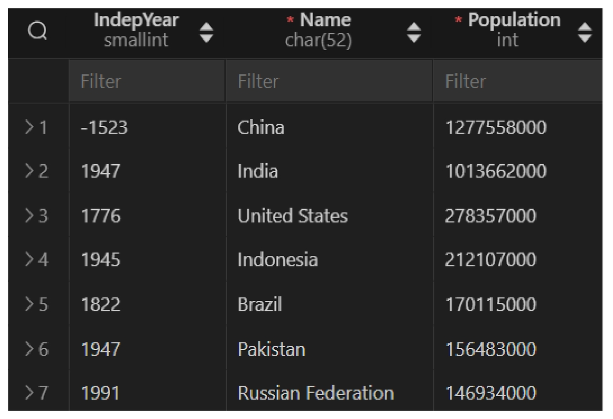 IndepYear * Name * Population
smallint char(52) int
Filter Filter Filter
1 -1523 China 1277558000
2 1947 India 1013662000
3 1776 United States 278357000
4 1945 Indonesia 212107000
5 1822 Brazil 170115000
6 1947 Pakistan 156483000
7 1991 Russian Federation 146934000